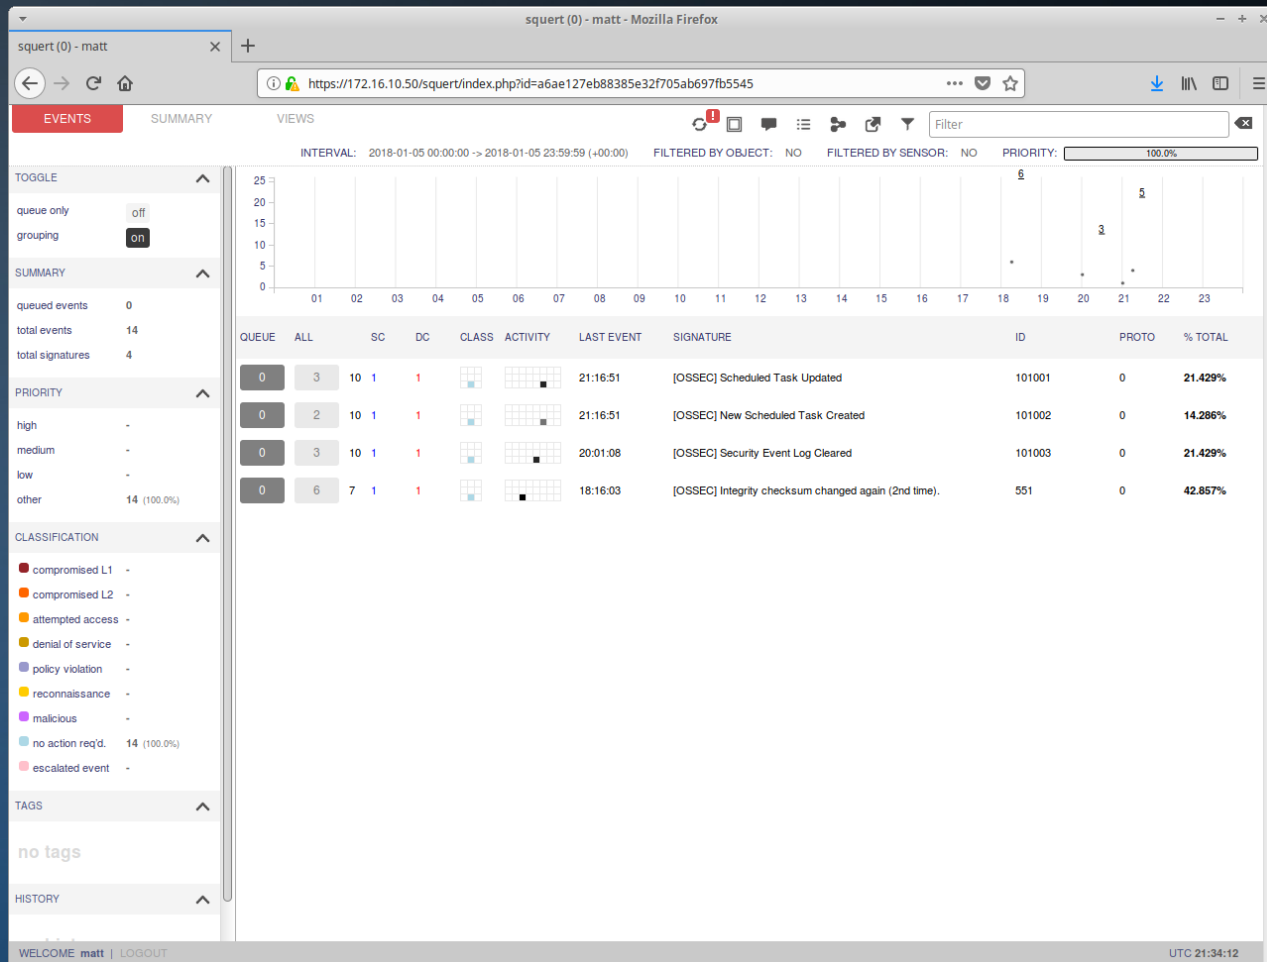 squert (0) - matt - Mozilla Firefox
squert (0) - matt
https://172.16.10.50/squert/index.php?id=a6ae127eb88385e32f705ab697fb5545
EVENTS SUMMARY VIEWS ! Filter
INTERVAL: 2018-01-05 00:00:00 -> 2018-01-05 23:59:59 (+00:00) FILTERED BY OBJECT: NO FILTERED BY SENSOR: NO PRIORITY: 100.0%
TOGGLE
queue only off
grouping on
SUMMARY
queued events 0
total events 14
total signatures 4
PRIORITY
high -
medium -
low -
other 14 (100.0%)
CLASSIFICATION
compromised L1 -
compromised L2 -
attempted access -
denial of service -
policy violation -
reconnaissance -
malicious -
no action req'd. 14 (100.0%)
escalated event -
TAGS
no tags
HISTORY
25
20
15
10
5
0
6
5
3
01 02 03 04 05 06 07 08 09 10 11 12 13 14 15 16 17 18 19 20 21 22 23
QUEUE ALL SC DC CLASS ACTIVITY LAST EVENT SIGNATURE ID PROTO % TOTAL
0 3 10 1 1 21:16:51 [OSSEC] Scheduled Task Updated 101001 0 21.429%
0 2 10 1 1 21:16:51 [OSSEC] New Scheduled Task Created 101002 0 14.286%
0 3 10 1 1 20:01:08 [OSSEC] Security Event Log Cleared 101003 0 21.429%
0 6 7 1 1 18:16:03 [OSSEC] Integrity checksum changed again (2nd time). 551 0 42.857%
WELCOME matt | LOGOUT UTC 21:34:12